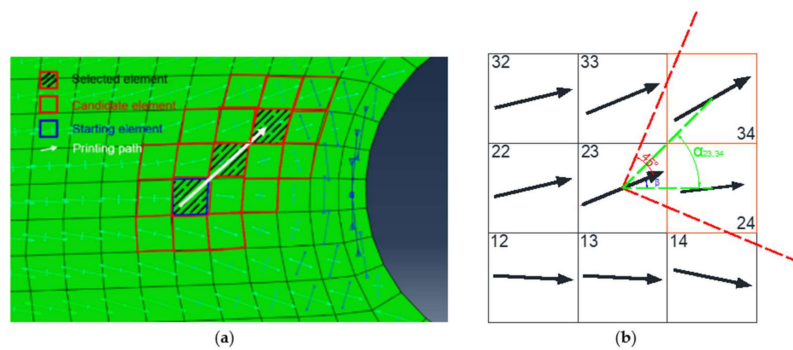 Selected element
Candidate element
Starting element
Printing path
32
33
34
22
23
24
12
13
14
45°
β
α23,34
(a)
(b)